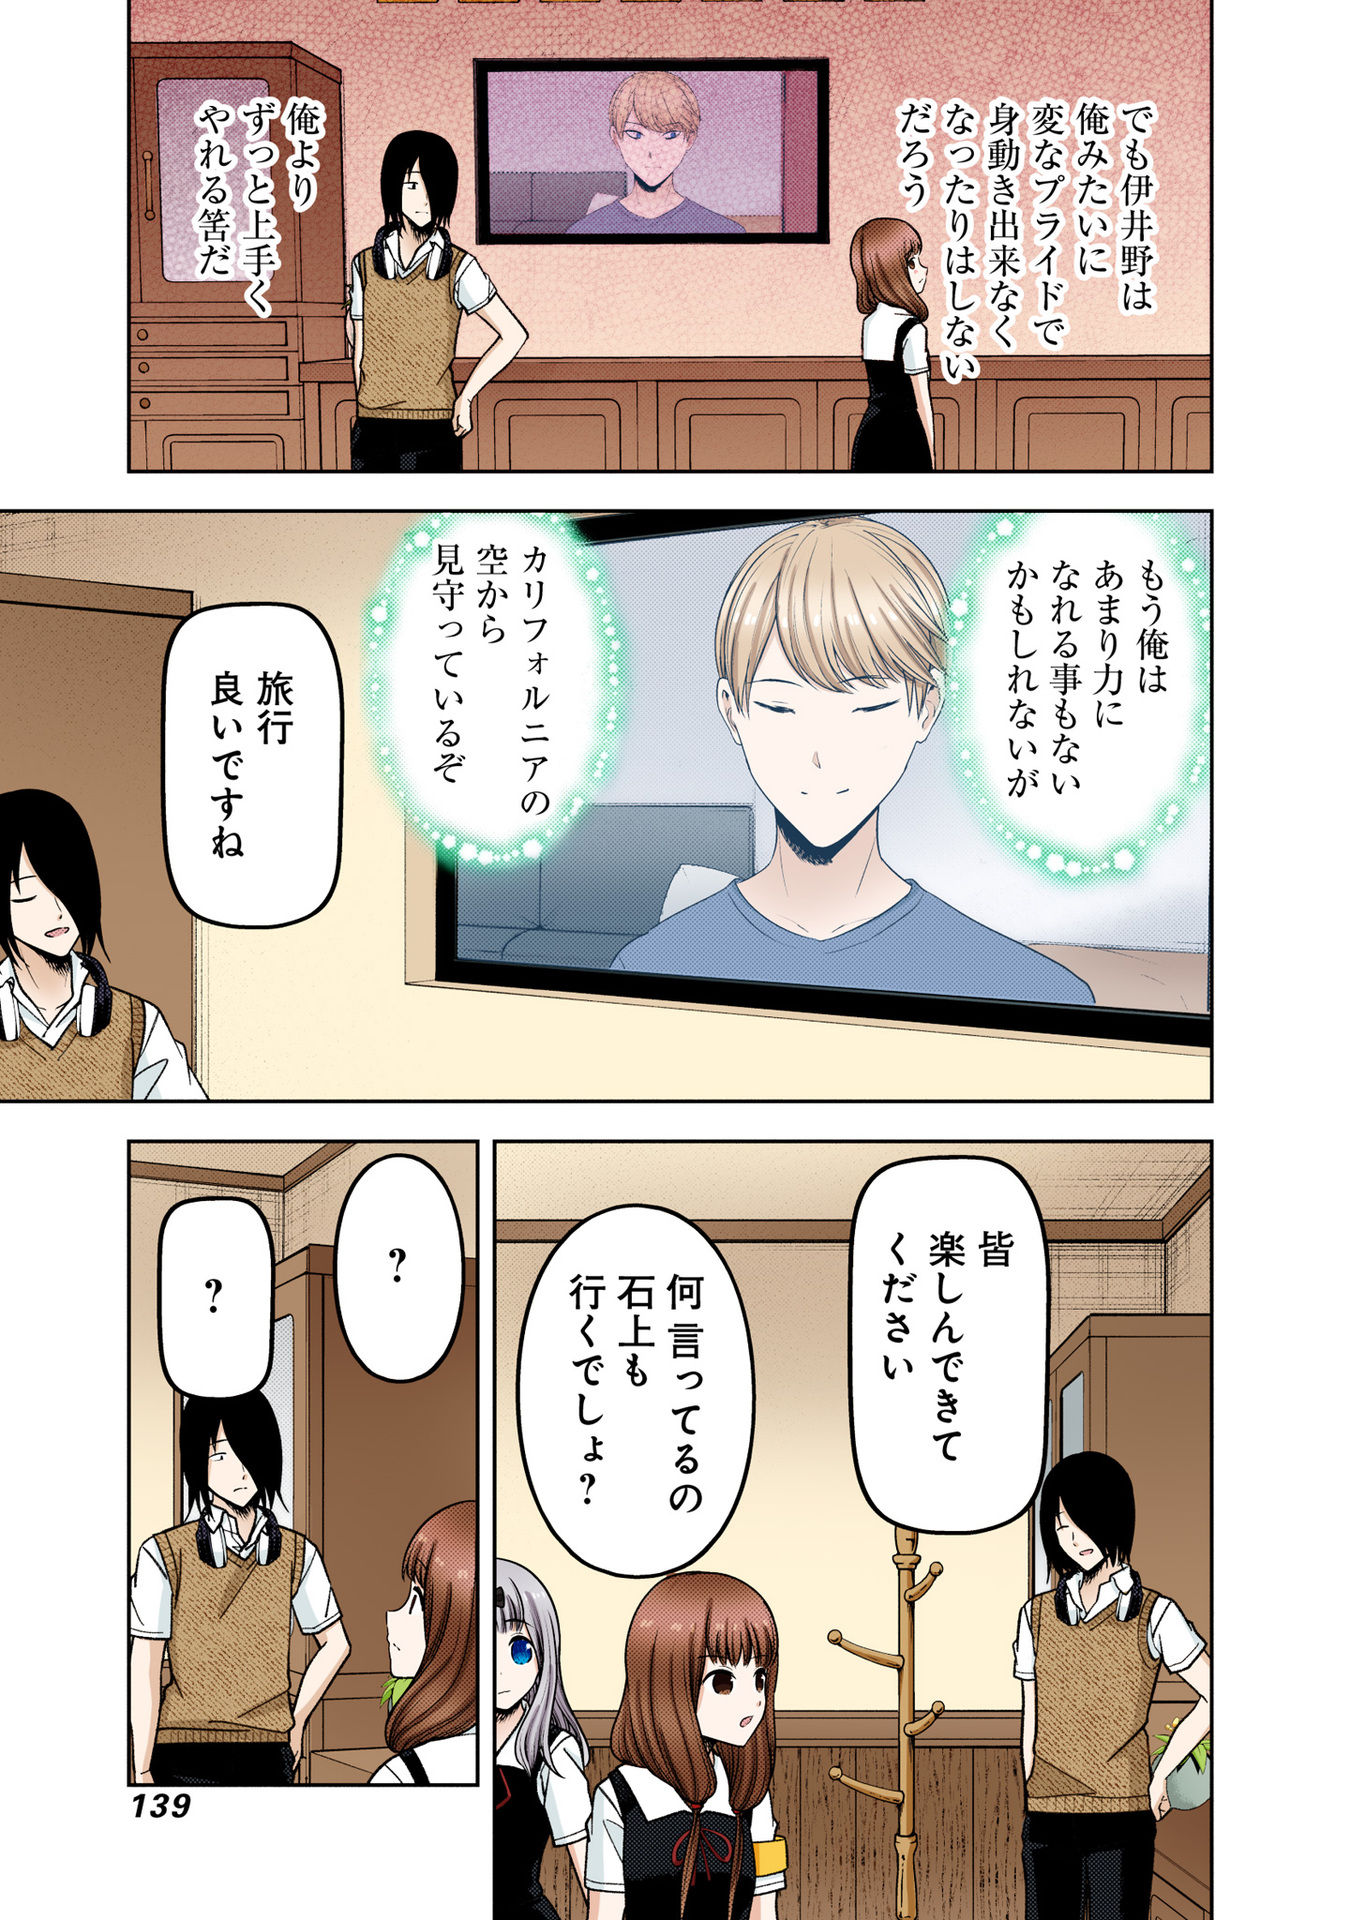 でも伊井野は
俺みたいに
変なプライドで
身動き出来なく
なったりはしない
だろう
俺より
ずっと上手く
やれる筈だ
もう俺は
あまり力に
なれる事もない
かもしれないが
カリフォルニアの
空から
見守っているぞ
旅行
良いですね
皆
楽しんできて
ください
何言ってるの
石上も
行くでしょ?
?
?
139